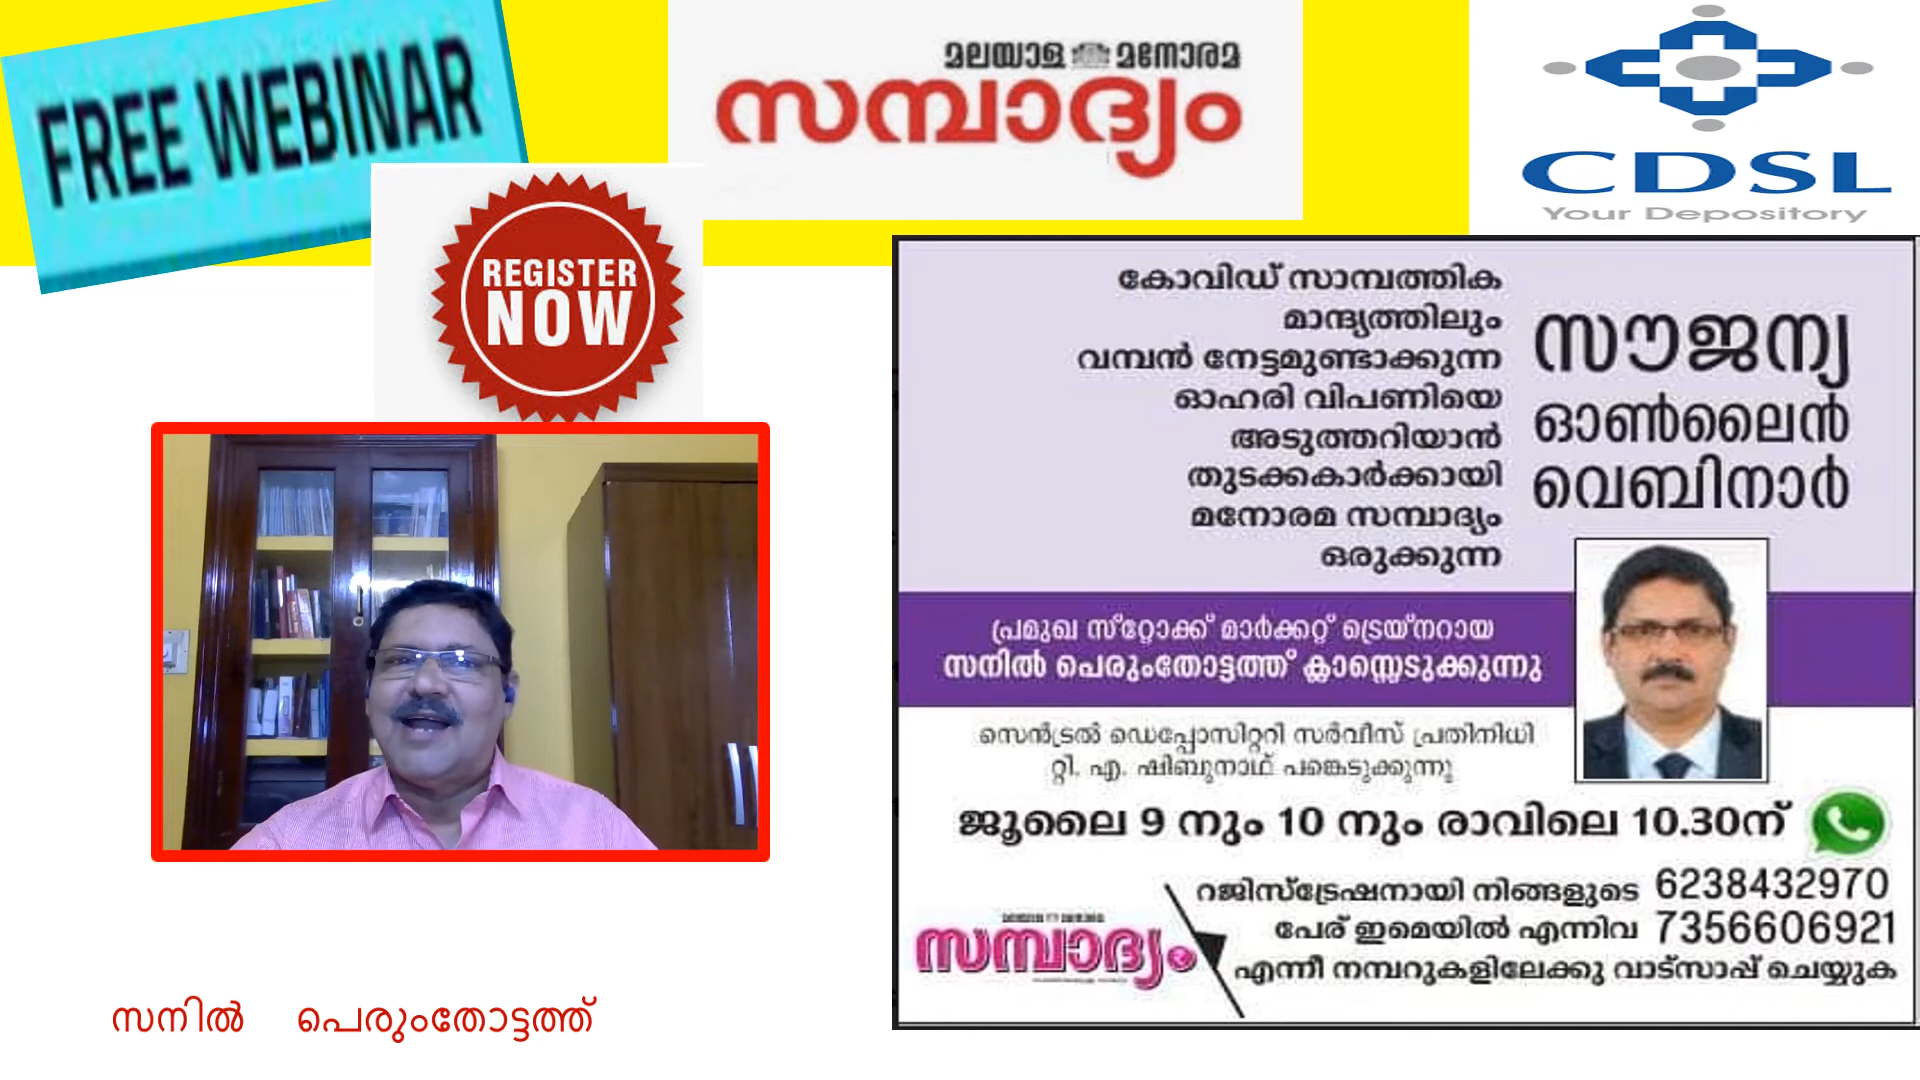 FREE WEBINAR
മലയാള മനോരമ
സമ്പാദ്യം
CDSL
Your Depository
REGISTER
NOW
കോവിഡ് സാമ്പത്തിക
മാന്ദ്യത്തിലും
വമ്പൻ നേട്ടമുണ്ടാക്കുന്ന
ഓഹരി വിപണിയെ
അടുത്തറിയാൻ
തുടക്കകാർക്കായി
മനോരമ സമ്പാദ്യം
ഒരുക്കുന്ന
സൗജന്യ
ഓൺലൈൻ
വെബിനാർ
പ്രമുഖ സ്റ്റോക്ക് മാർക്കറ്റ് ട്രെയ്നറായ
സനിൽ പെരുംതോട്ടത്ത് ക്ലാസ്സെടുക്കുന്നു
സെൻട്രൽ ഡെപ്പോസിറ്ററി സർവീസ് പ്രതിനിധി
റ്റി. എ. ഷിബുനാഥ് പങ്കെടുക്കുന്നു
ജൂലൈ 9 നും 10 നും രാവിലെ 10.30ന്
റജിസ്ട്രേഷനായി നിങ്ങളുടെ 6238432970
പേര് ഇമെയിൽ എന്നിവ 7356606921
എന്നീ നമ്പറുകളിലേക്കു വാട്സാപ്പ് ചെയ്യുക
സമ്പാദ്യം
സനിൽ പെരുംതോട്ടത്ത്